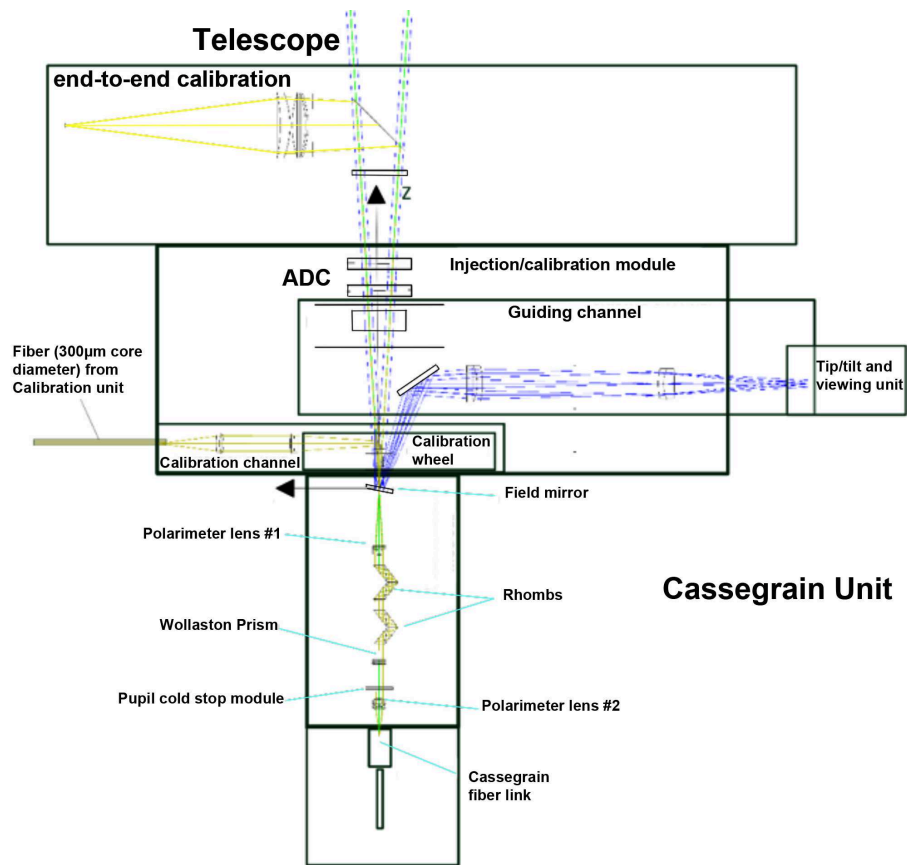 Telescope
end-to-end calibration
Z
ADC
Injection/calibration module
Guiding channel
Fiber (300µm core
diameter) from
Calibration unit
Tip/tilt and
viewing unit
Calibration channel
Calibration
wheel
Field mirror
Polarimeter lens #1
Rhombs
Cassegrain Unit
Wollaston Prism
Pupil cold stop module
Polarimeter lens #2
Cassegrain
fiber link